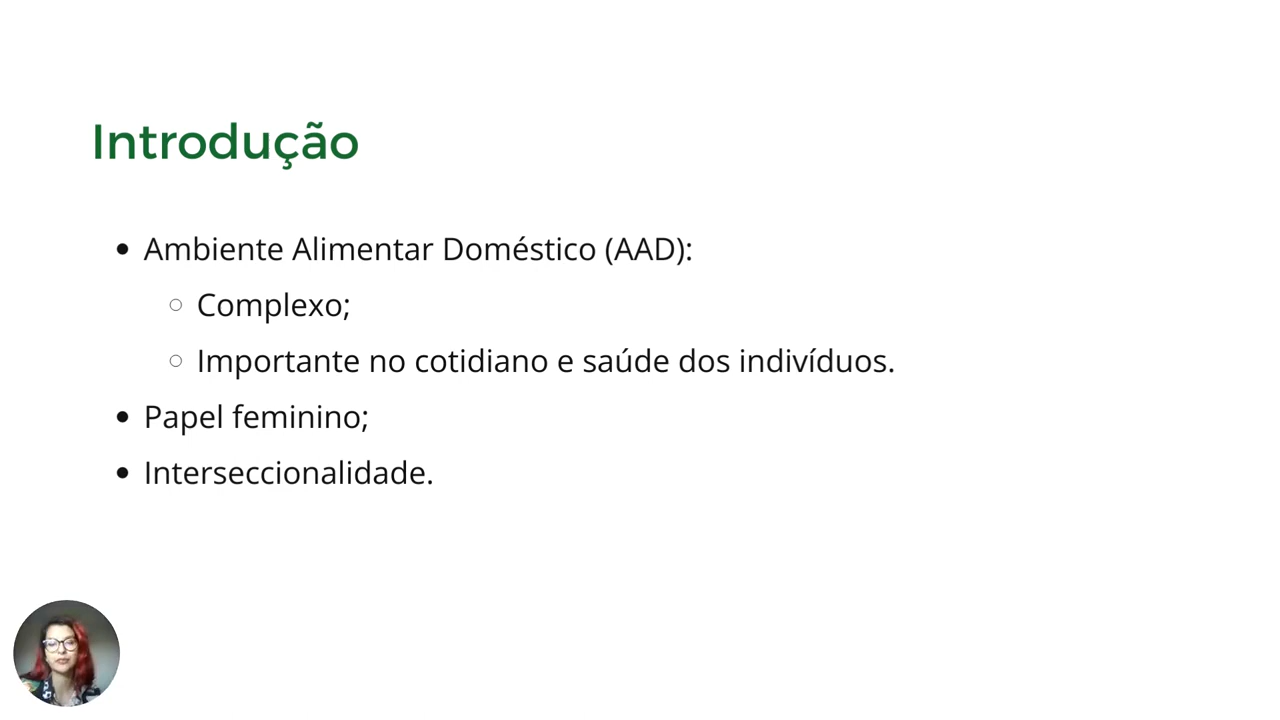 Introdução
Ambiente Alimentar Doméstico (AAD):
Complexo;
Importante no cotidiano e saúde dos indivíduos.
Papel feminino;
Interseccionalidade.